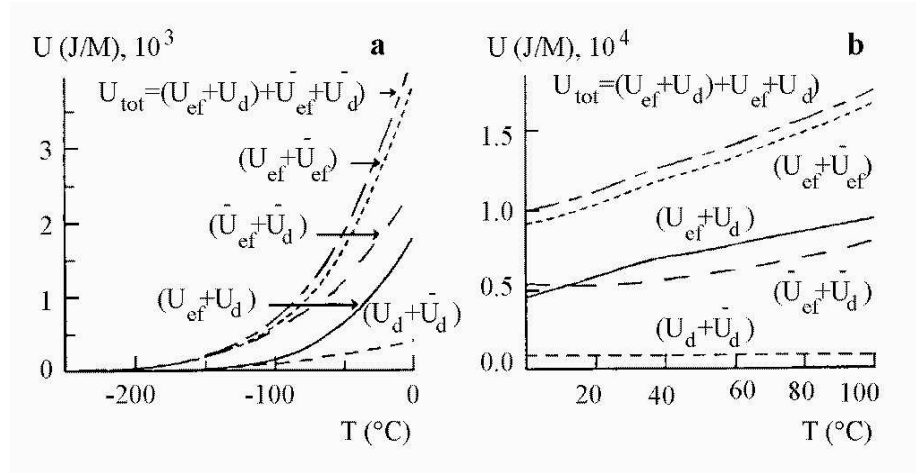 U (J/M), 10³ a
U_tot=(U_ef+U_d)+Ū_ef+Ū_d)
3
(U_ef+Ū_ef)
(Ū_ef+Ū_d)
2
1
(U_ef+U_d)
(U_d+Ū_d)
0
-200 -100 0
T (°C)
U (J/M), 10⁴ b
U_tot=(U_ef+U_d)+U_ef+U_d)
1.5
(U_ef+Ū_ef)
1.0
(U_ef+U_d)
0.5
(Ū_ef+Ū_d)
(U_d+Ū_d)
0.0
20 40 60 80 100
T (°C)